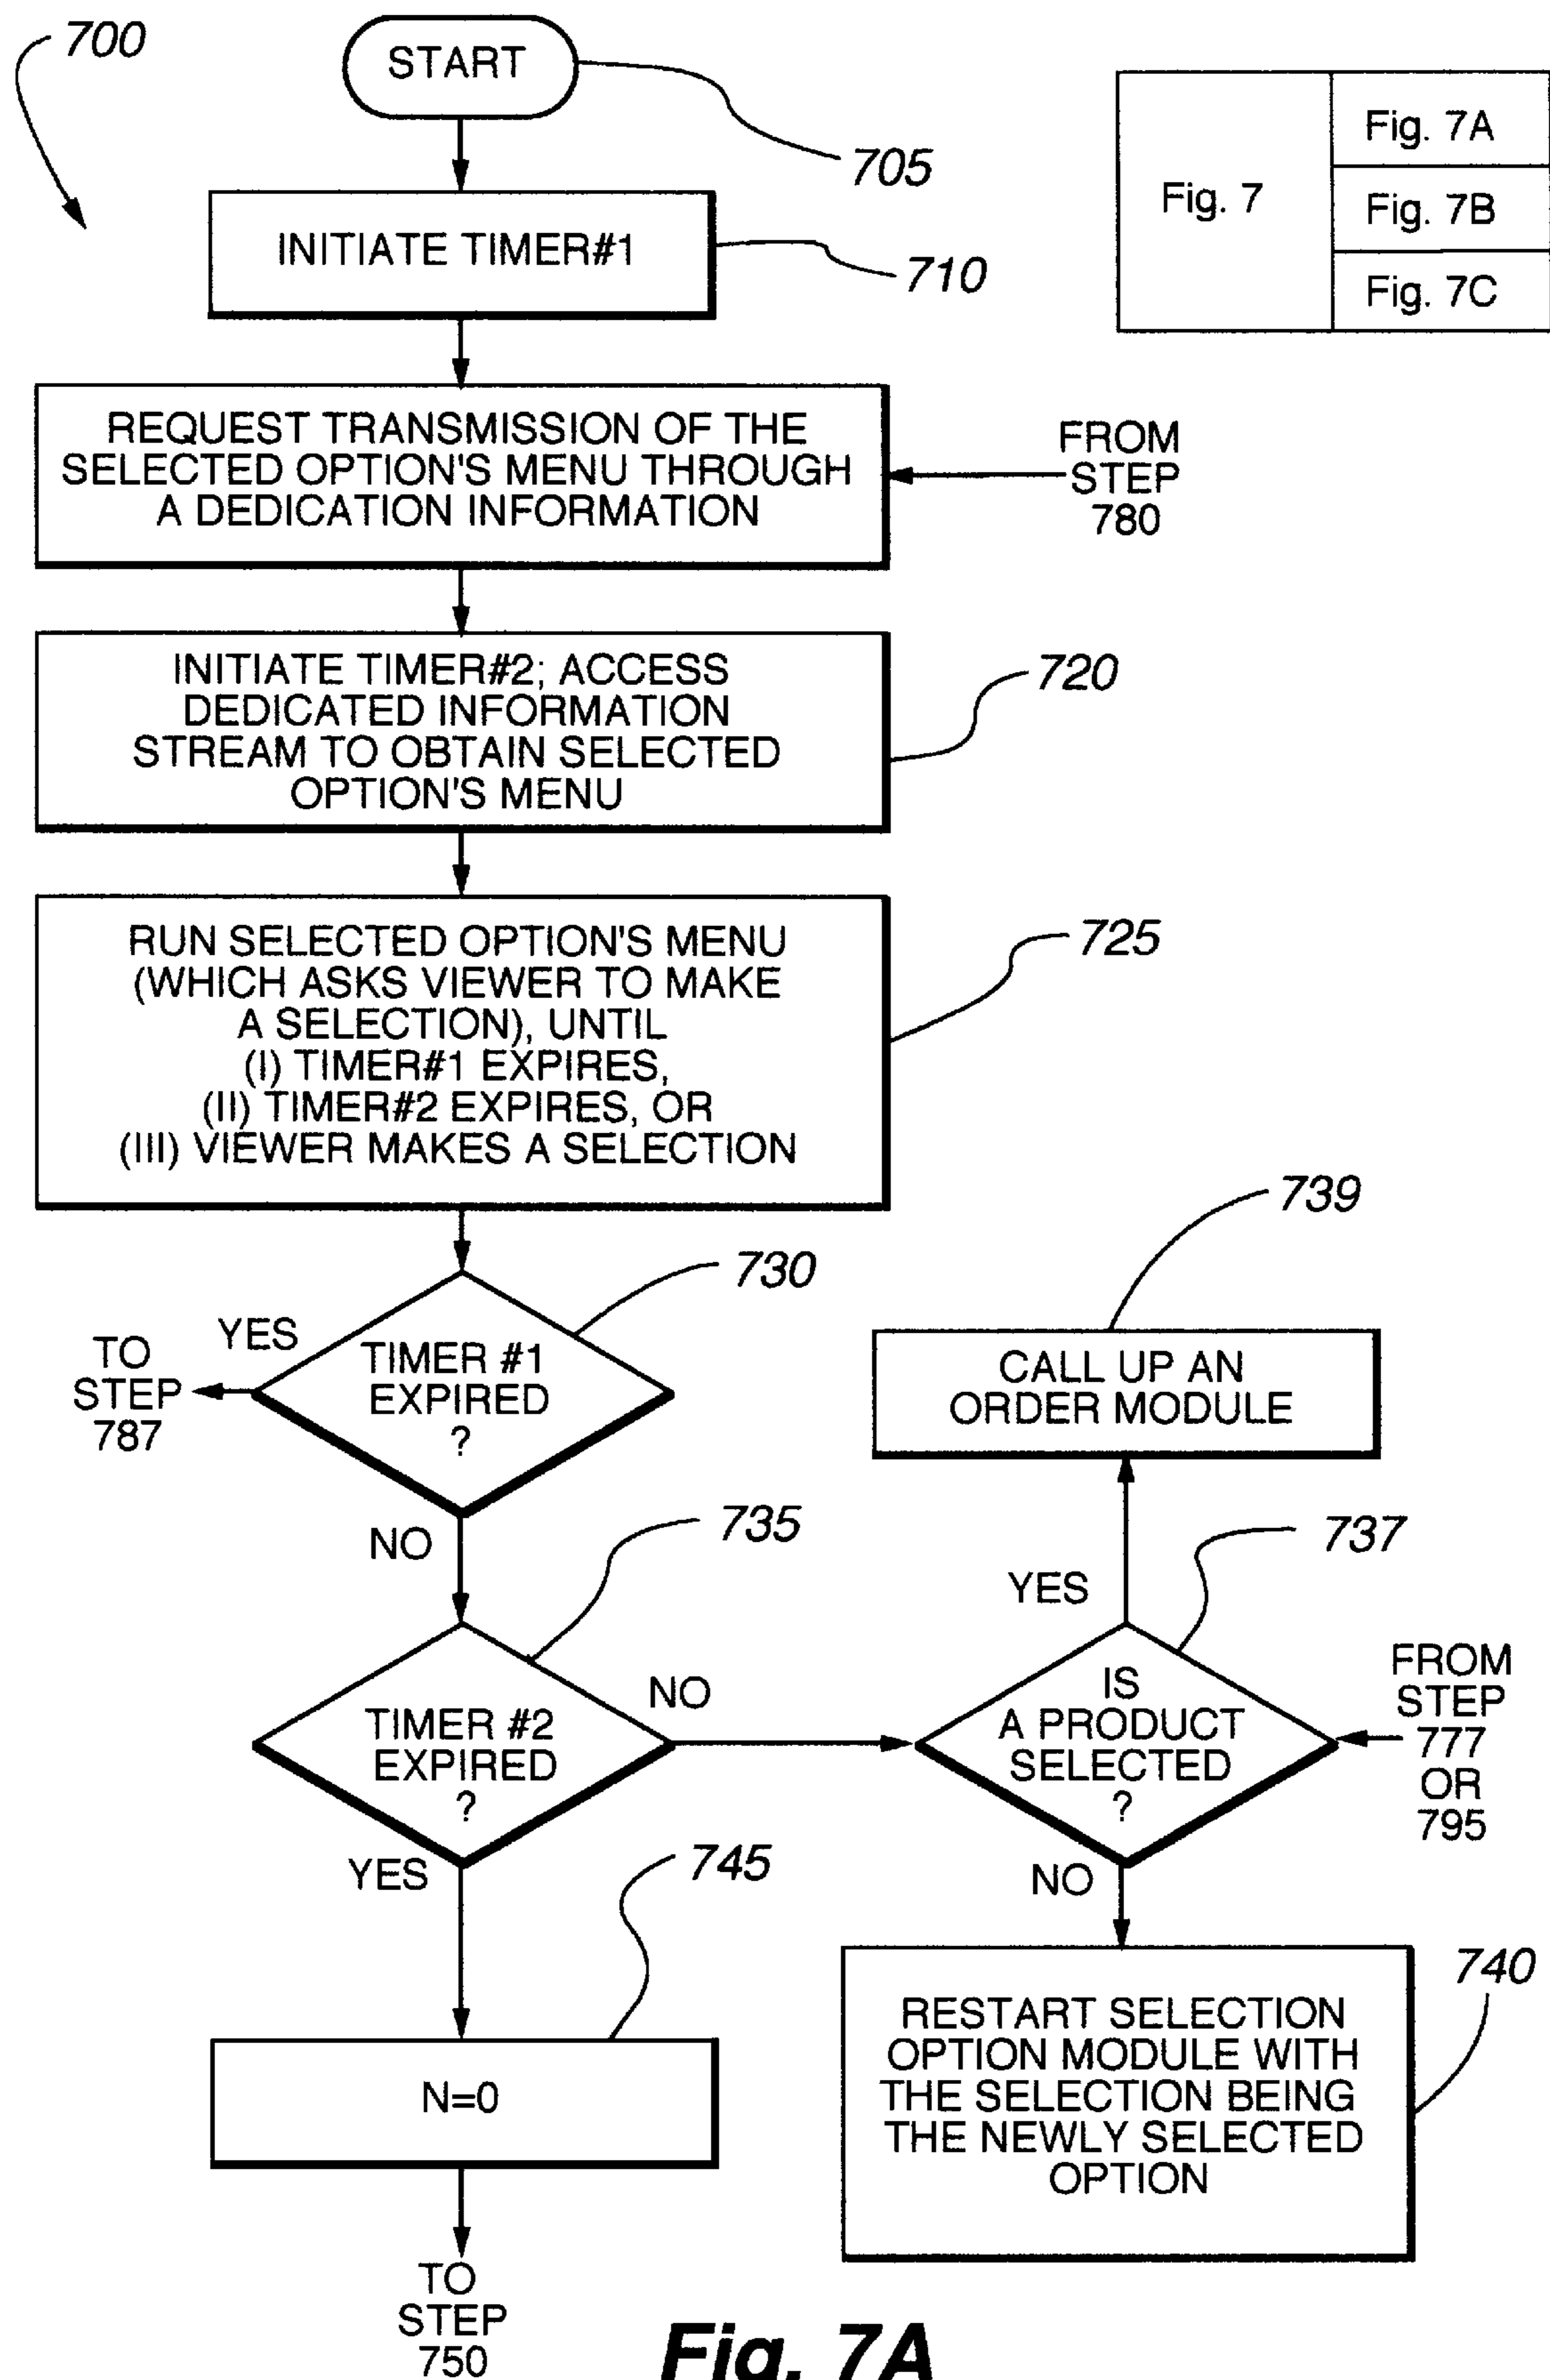 700
START
705
Fig. 7
Fig. 7A
Fig. 7B
Fig. 7C
INITIATE TIMER#1
710
REQUEST TRANSMISSION OF THE
SELECTED OPTION'S MENU THROUGH
A DEDICATION INFORMATION
FROM
STEP
780
INITIATE TIMER#2; ACCESS
DEDICATED INFORMATION
STREAM TO OBTAIN SELECTED
OPTION'S MENU
720
RUN SELECTED OPTION'S MENU
(WHICH ASKS VIEWER TO MAKE
A SELECTION), UNTIL
(I) TIMER#1 EXPIRES,
(II) TIMER#2 EXPIRES, OR
(III) VIEWER MAKES A SELECTION
725
730
YES
TO
STEP
787
TIMER #1
EXPIRED
?
NO
739
CALL UP AN
ORDER MODULE
735
TIMER #2
EXPIRED
?
NO
YES
737
YES
IS
A PRODUCT
SELECTED
?
FROM
STEP
777
OR
795
NO
745
N=0
740
RESTART SELECTION
OPTION MODULE WITH
THE SELECTION BEING
THE NEWLY SELECTED
OPTION
TO
STEP
750
Fig. 7A